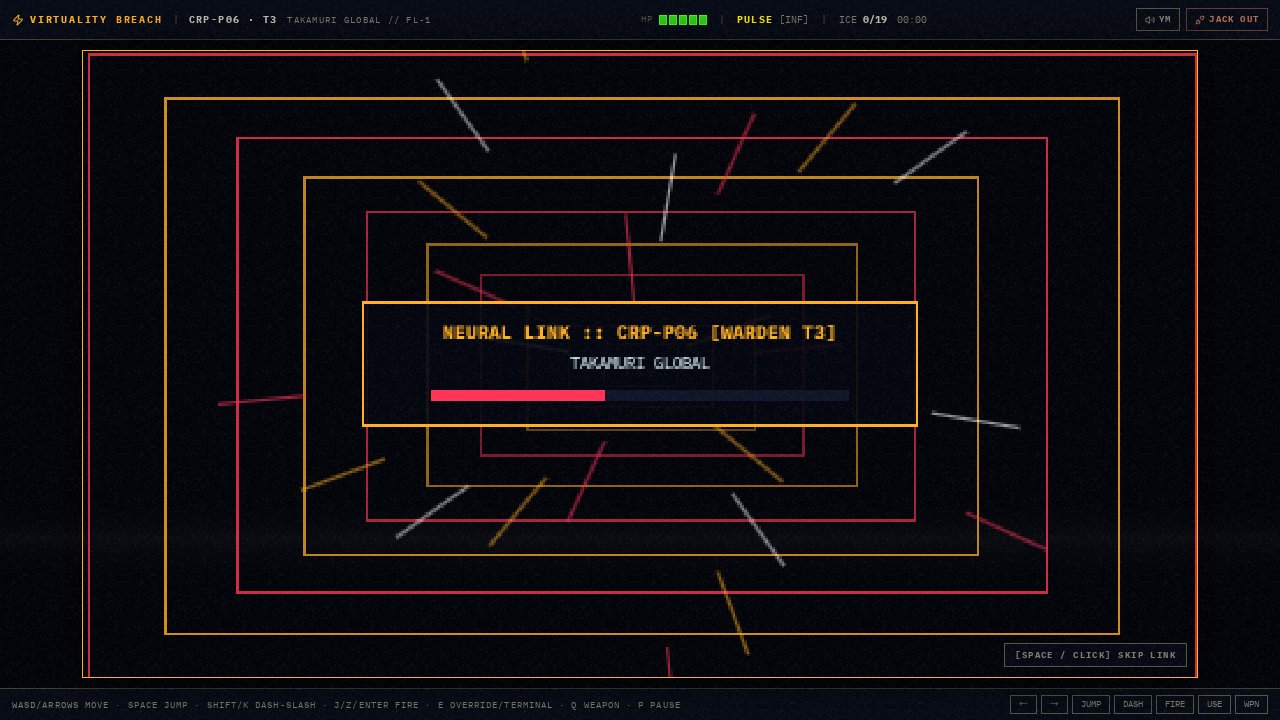 VIRTUALITY BREACH | CRP-P06 · T3 TAKAMURI GLOBAL // FL-1 HP | PULSE [INF] | ICE 0/19 00:00 YM JACK OUT
NEURAL LINK :: CRP-P06 [WARDEN T3]
TAKAMURI GLOBAL
[SPACE / CLICK] SKIP LINK
WASD/ARROWS MOVE · SPACE JUMP · SHIFT/K DASH-SLASH · J/Z/ENTER FIRE · E OVERRIDE/TERMINAL · Q WEAPON · P PAUSE ← → JUMP DASH FIRE USE WPN